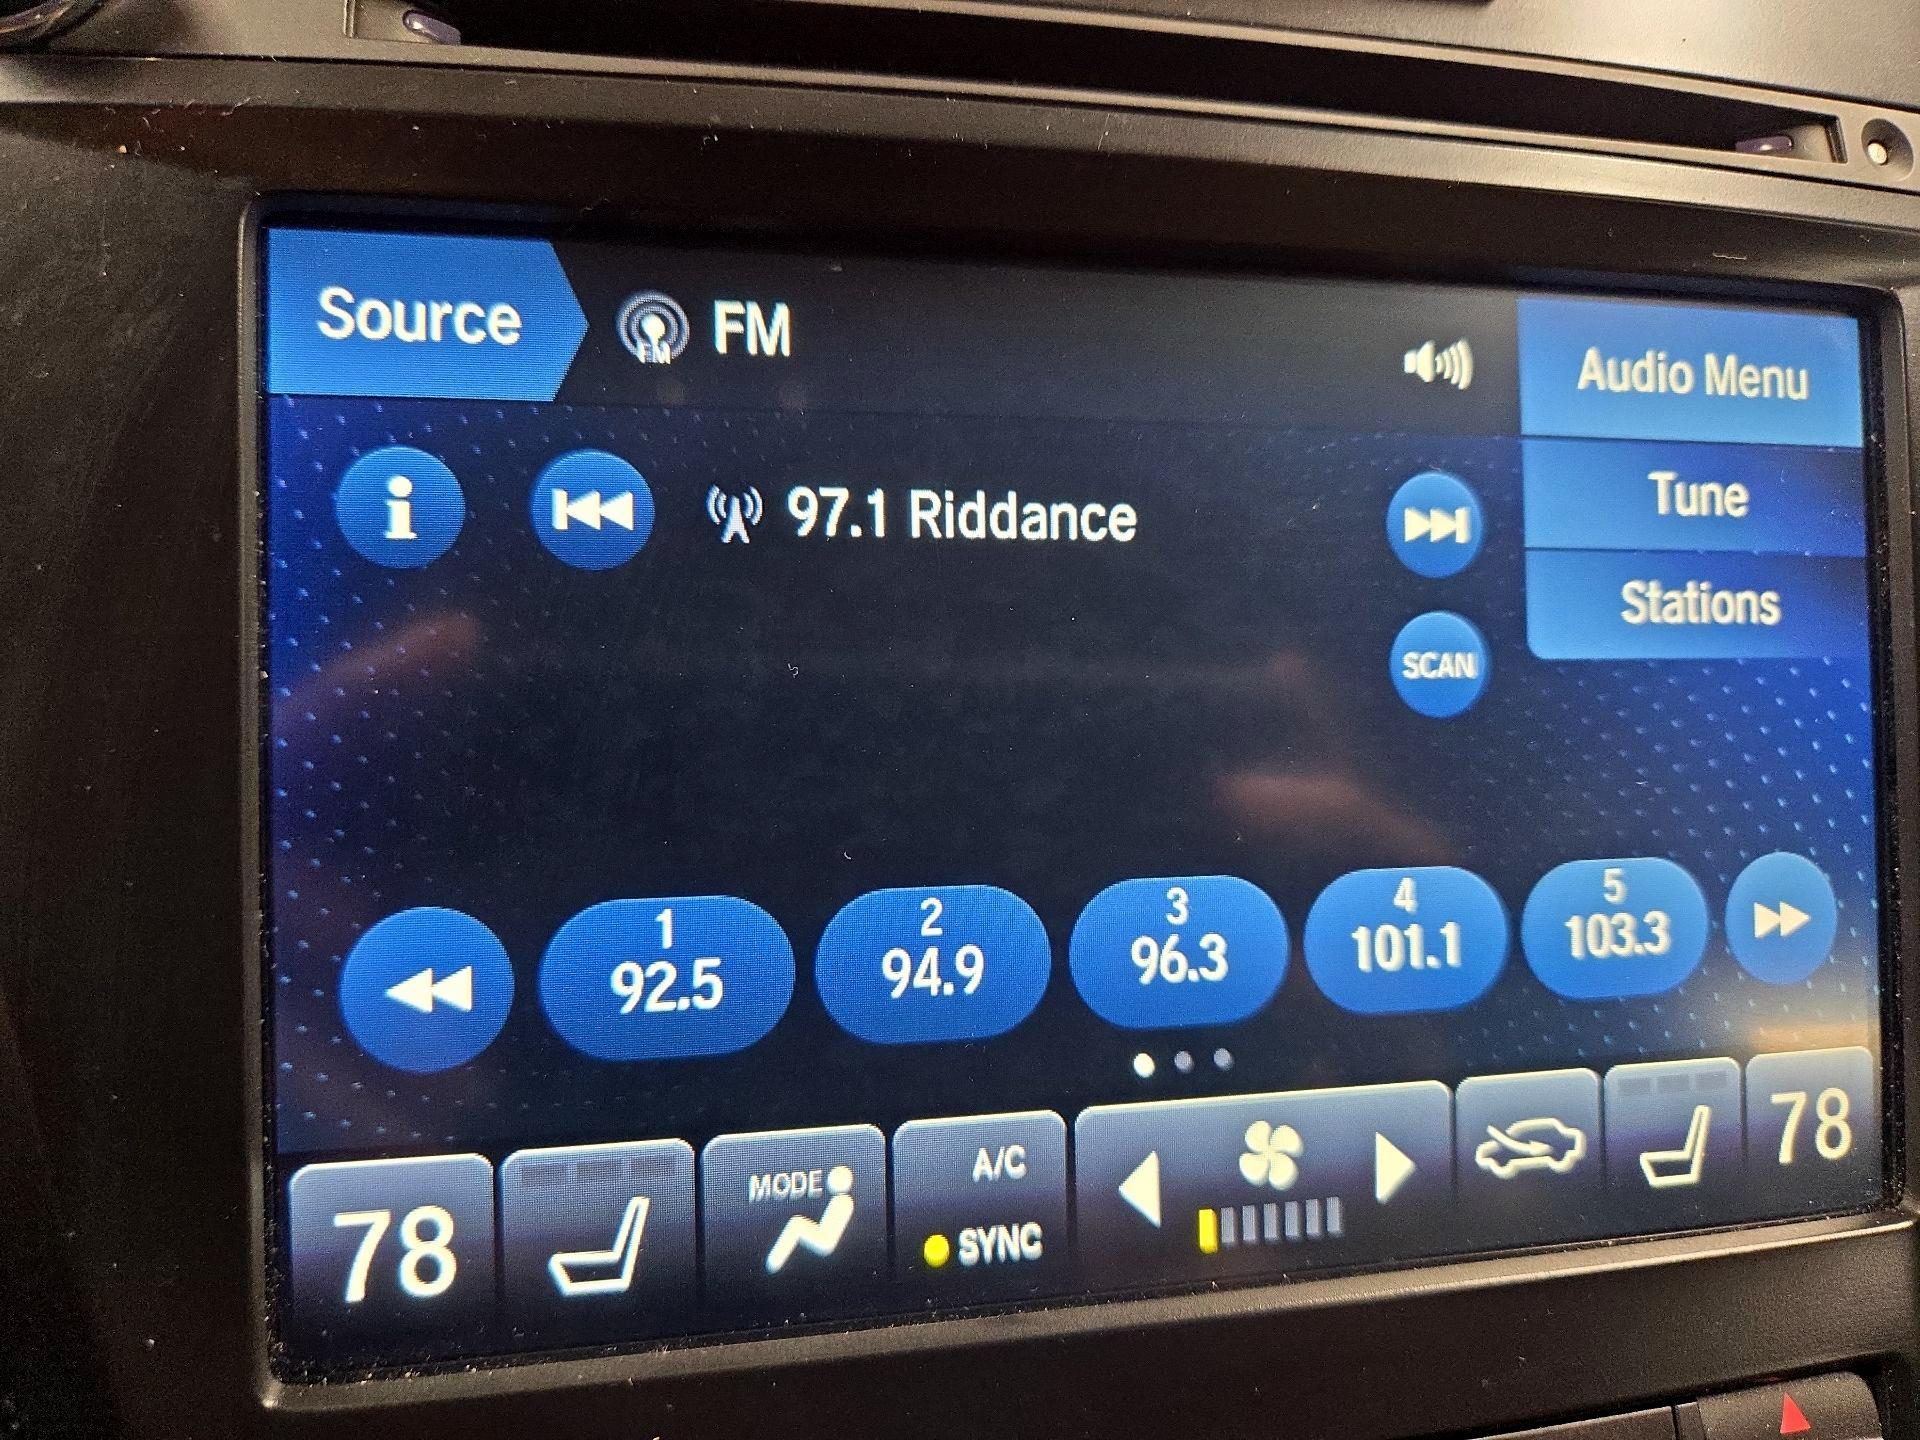 Source
FM
FM
Audio Menu
i
97.1 Riddance
Tune
SCAN
Stations
1
92.5
2
94.9
3
96.3
4
101.1
5
103.3
78
MODE
A/C
SYNC
78